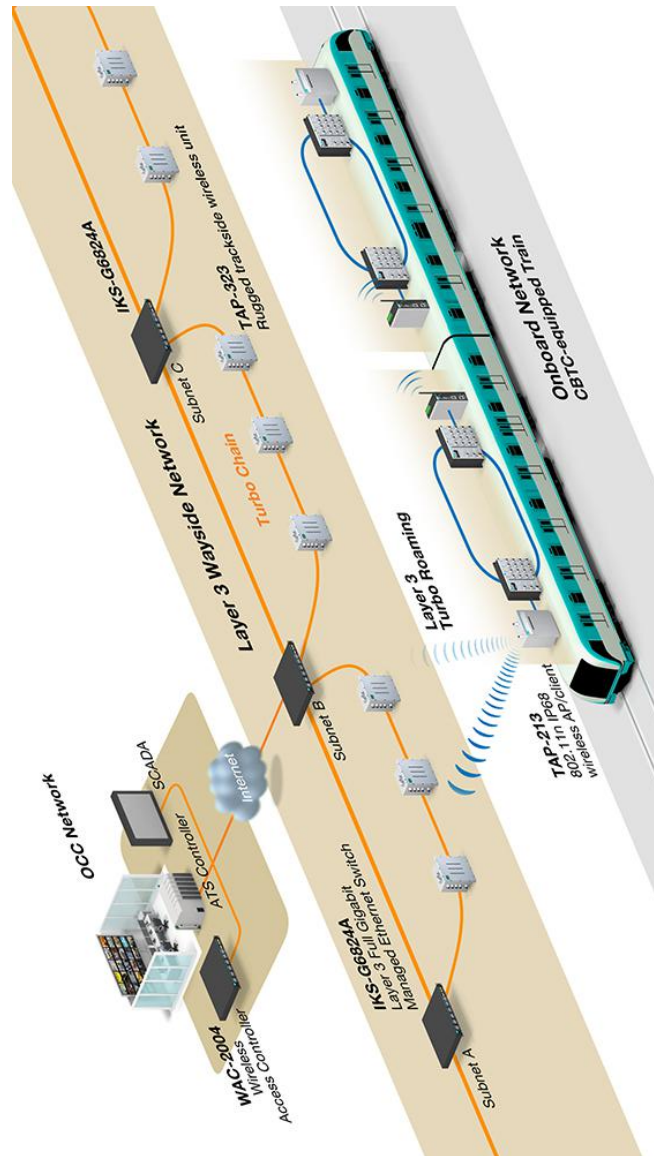 OCC Network
SCADA
ATS Controller
WAC-2004
Wireless
Access Controller
Internet
Layer 3 Wayside Network
IKS-G6824A
Subnet C
TAP-323
Rugged trackside wireless unit
Turbo Chain
Subnet B
IKS-G6824A
Layer 3 Full Gigabit
Managed Ethernet Switch
Subnet A
Layer 3
Turbo Roaming
TAP-213
802.11n IP68
wireless AP/client
Onboard Network
CBTC-equipped Train